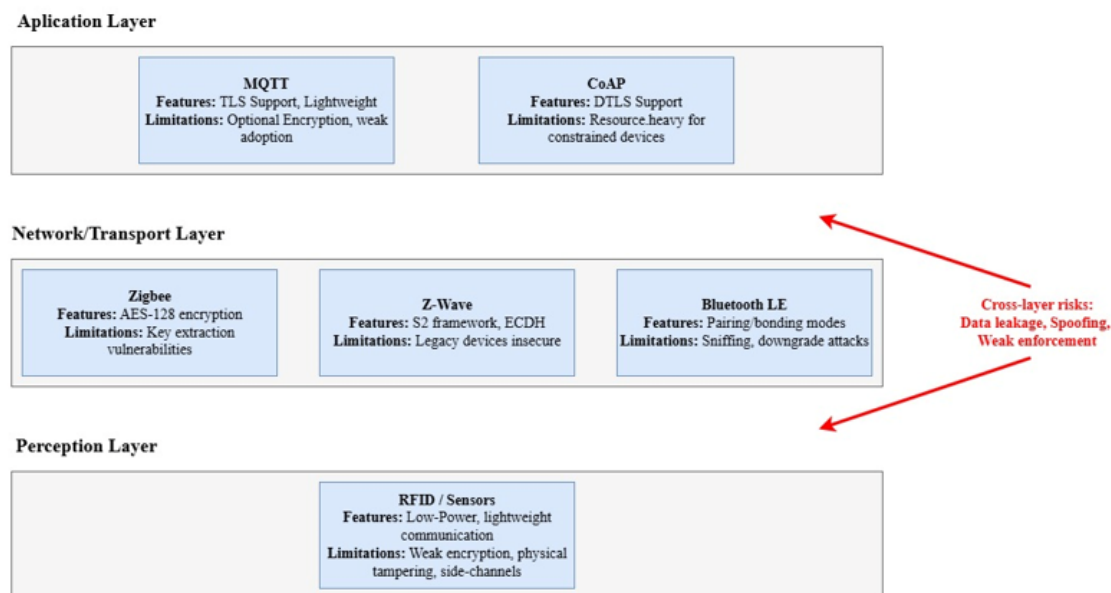 Aplication Layer
MQTT
Features: TLS Support, Lightweight
Limitations: Optional Encryption, weak
adoption
CoAP
Features: DTLS Support
Limitations: Resource.heavy for
constrained devices
Network/Transport Layer
Zigbee
Features: AES-128 encryption
Limitations: Key extraction
vulnerabilities
Z-Wave
Features: S2 framework, ECDH
Limitations: Legacy devices insecure
Bluetooth LE
Features: Pairing/bonding modes
Limitations: Sniffing, downgrade attacks
Cross-layer risks:
Data leakage, Spoofing,
Weak enforcement
Perception Layer
RFID / Sensors
Features: Low-Power, lightweight
communication
Limitations: Weak encryption, physical
tampering, side-channels